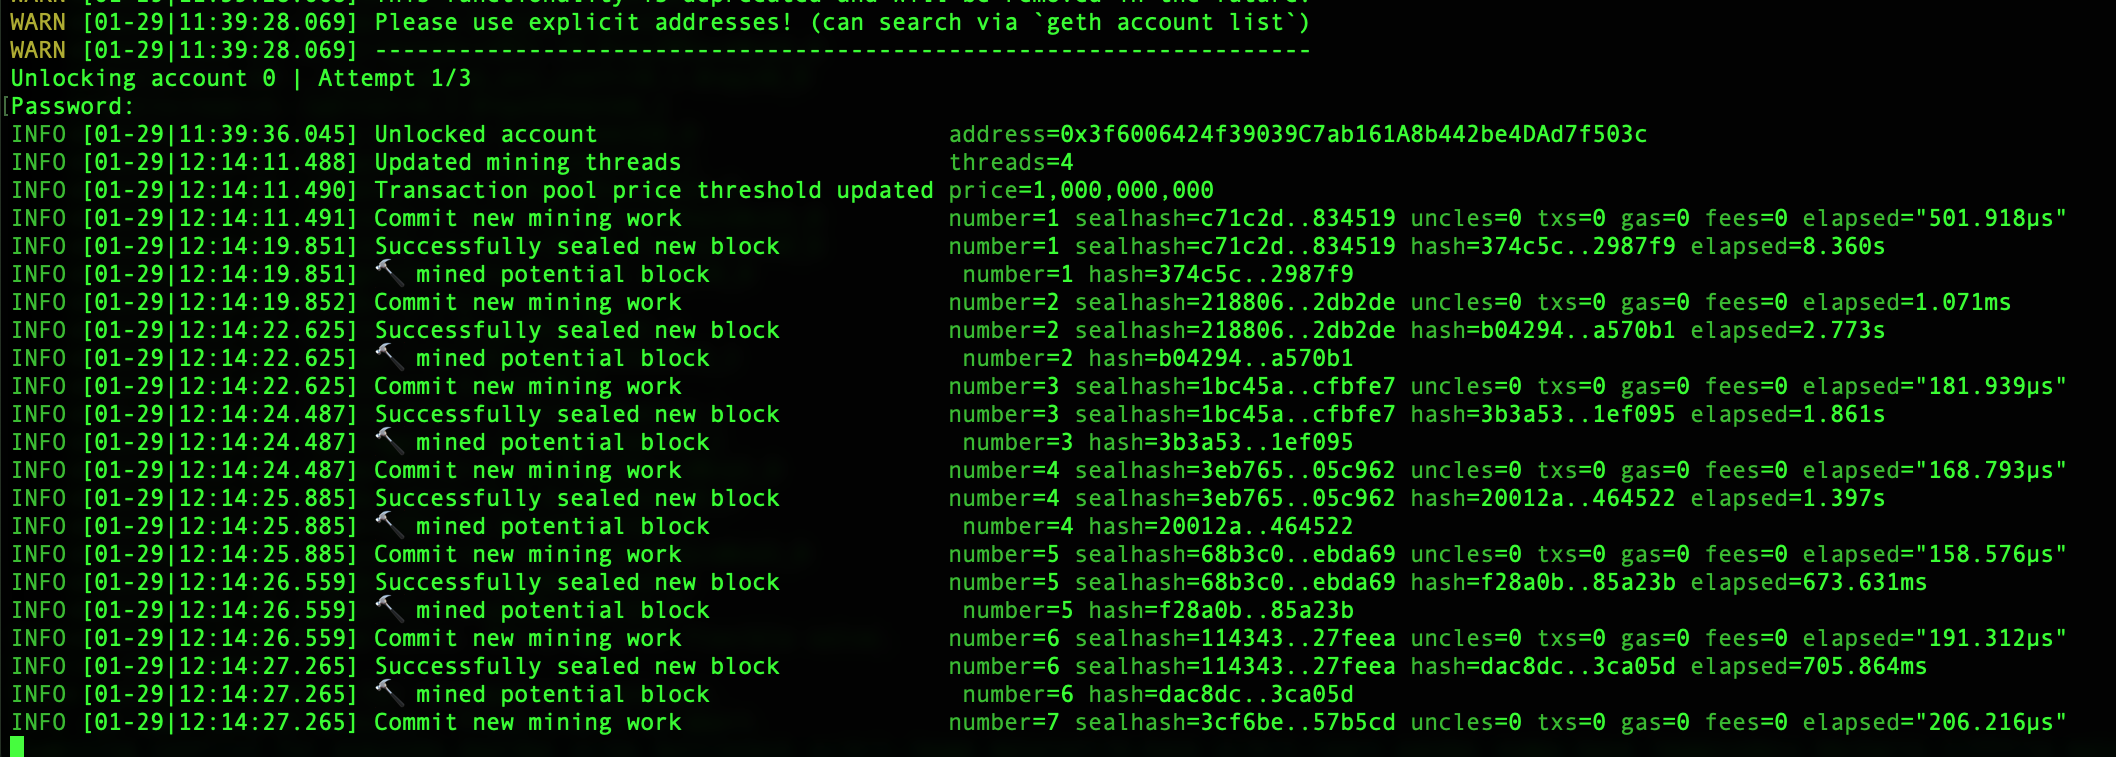 WARN [01-29|11:39:28.069] This functionality is deprecated and will be removed in the future!
WARN [01-29|11:39:28.069] Please use explicit addresses! (can search via `geth account list`)
WARN [01-29|11:39:28.069] -------------------------------------------------------------------
Unlocking account 0 | Attempt 1/3
[Password:
INFO [01-29|11:39:36.045] Unlocked account address=0x3f6006424f39039C7ab161A8b442be4DAd7f503c
INFO [01-29|12:14:11.488] Updated mining threads threads=4
INFO [01-29|12:14:11.490] Transaction pool price threshold updated price=1,000,000,000
INFO [01-29|12:14:11.491] Commit new mining work number=1 sealhash=c71c2d..834519 uncles=0 txs=0 gas=0 fees=0 elapsed="501.918µs"
INFO [01-29|12:14:19.851] Successfully sealed new block number=1 sealhash=c71c2d..834519 hash=374c5c..2987f9 elapsed=8.360s
INFO [01-29|12:14:19.851] 🔨 mined potential block number=1 hash=374c5c..2987f9
INFO [01-29|12:14:19.852] Commit new mining work number=2 sealhash=218806..2db2de uncles=0 txs=0 gas=0 fees=0 elapsed=1.071ms
INFO [01-29|12:14:22.625] Successfully sealed new block number=2 sealhash=218806..2db2de hash=b04294..a570b1 elapsed=2.773s
INFO [01-29|12:14:22.625] 🔨 mined potential block number=2 hash=b04294..a570b1
INFO [01-29|12:14:22.625] Commit new mining work number=3 sealhash=1bc45a..cfbfe7 uncles=0 txs=0 gas=0 fees=0 elapsed="181.939µs"
INFO [01-29|12:14:24.487] Successfully sealed new block number=3 sealhash=1bc45a..cfbfe7 hash=3b3a53..1ef095 elapsed=1.861s
INFO [01-29|12:14:24.487] 🔨 mined potential block number=3 hash=3b3a53..1ef095
INFO [01-29|12:14:24.487] Commit new mining work number=4 sealhash=3eb765..05c962 uncles=0 txs=0 gas=0 fees=0 elapsed="168.793µs"
INFO [01-29|12:14:25.885] Successfully sealed new block number=4 sealhash=3eb765..05c962 hash=20012a..464522 elapsed=1.397s
INFO [01-29|12:14:25.885] 🔨 mined potential block number=4 hash=20012a..464522
INFO [01-29|12:14:25.885] Commit new mining work number=5 sealhash=68b3c0..ebda69 uncles=0 txs=0 gas=0 fees=0 elapsed="158.576µs"
INFO [01-29|12:14:26.559] Successfully sealed new block number=5 sealhash=68b3c0..ebda69 hash=f28a0b..85a23b elapsed=673.631ms
INFO [01-29|12:14:26.559] 🔨 mined potential block number=5 hash=f28a0b..85a23b
INFO [01-29|12:14:26.559] Commit new mining work number=6 sealhash=114343..27feea uncles=0 txs=0 gas=0 fees=0 elapsed="191.312µs"
INFO [01-29|12:14:27.265] Successfully sealed new block number=6 sealhash=114343..27feea hash=dac8dc..3ca05d elapsed=705.864ms
INFO [01-29|12:14:27.265] 🔨 mined potential block number=6 hash=dac8dc..3ca05d
INFO [01-29|12:14:27.265] Commit new mining work number=7 sealhash=3cf6be..57b5cd uncles=0 txs=0 gas=0 fees=0 elapsed="206.216µs"